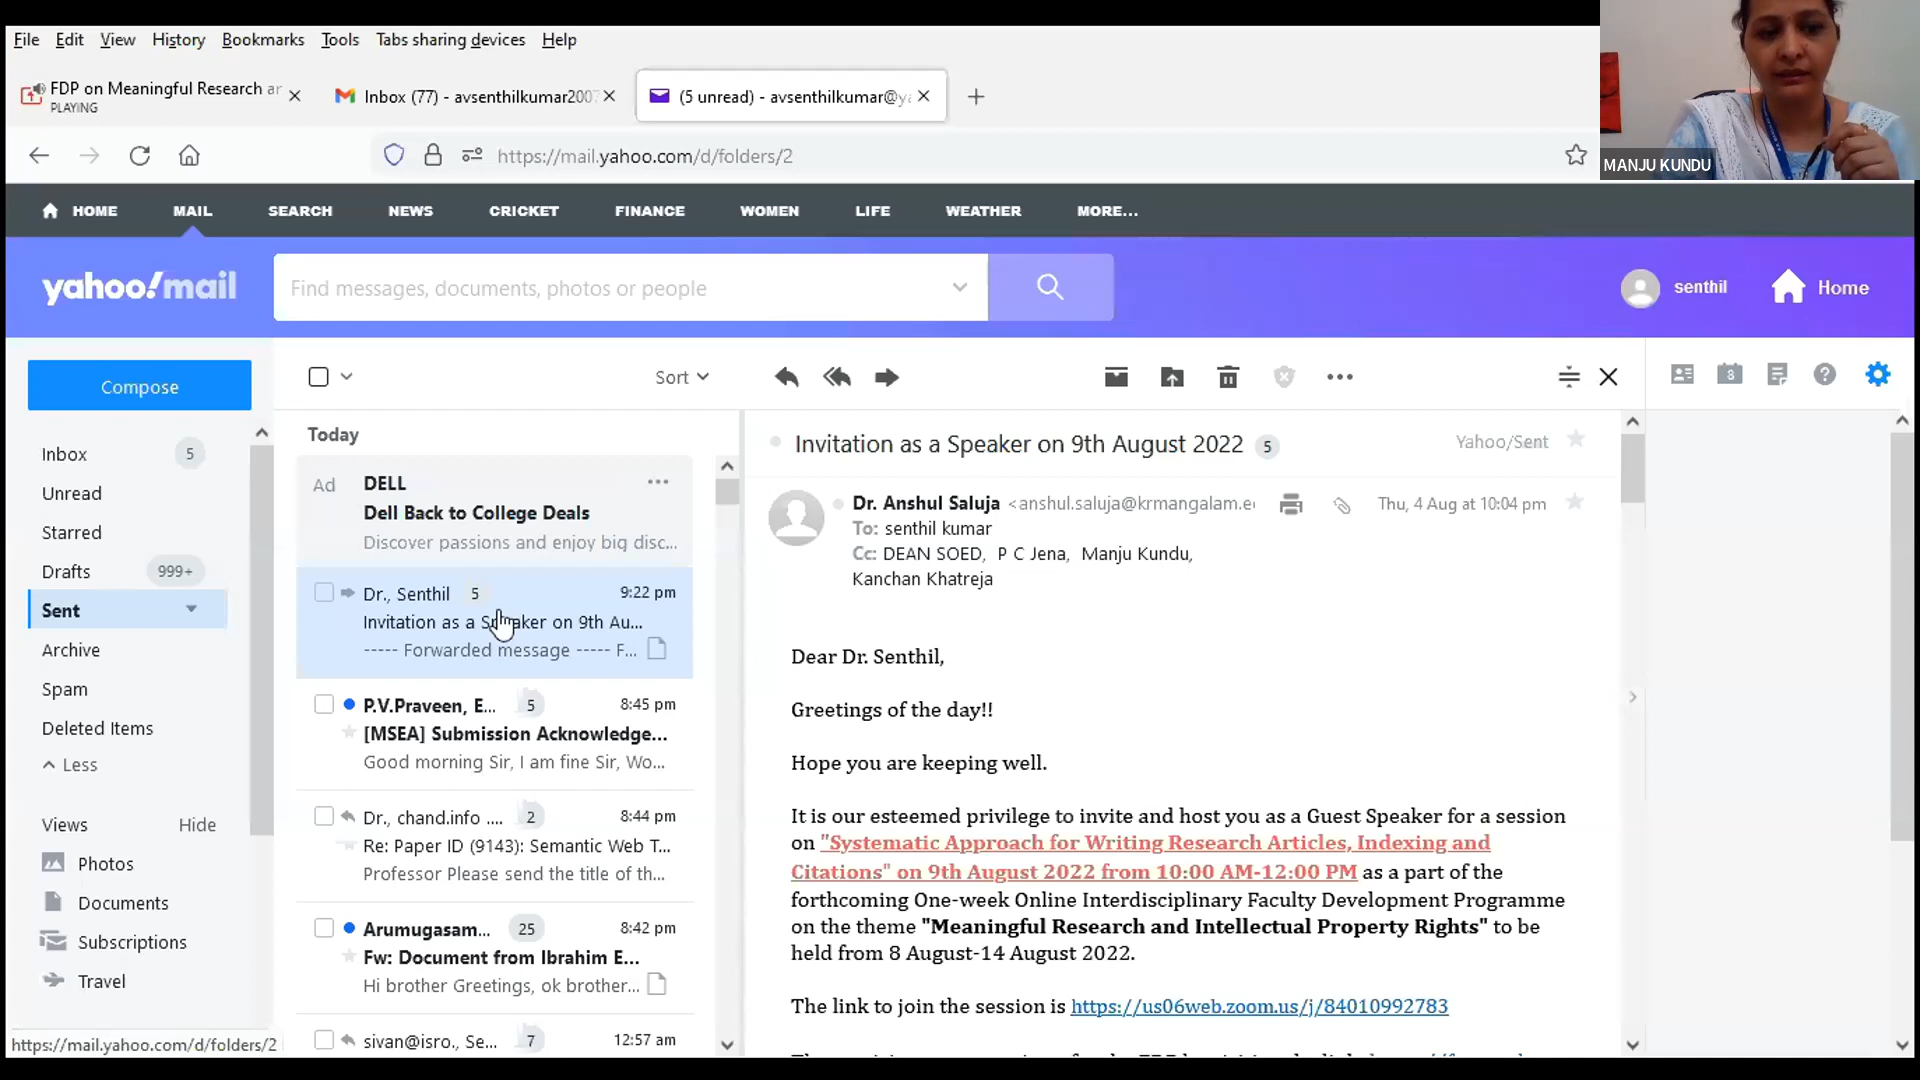 File Edit View History Bookmarks Tools Tabs sharing devices Help
FDP on Meaningful Research ar
PLAYING
Inbox (77) - avsenthilkumar2007
(5 unread) - avsenthilkumar@ya
https://mail.yahoo.com/d/folders/2
MANJU KUNDU
HOME MAIL SEARCH NEWS CRICKET FINANCE WOMEN LIFE WEATHER MORE...
yahoo!mail
Find messages, documents, photos or people
senthil
Home
Compose
Inbox 5
Unread
Starred
Drafts 999+
Sent
Archive
Spam
Deleted Items
Less
Views Hide
Photos
Documents
Subscriptions
Travel
https://mail.yahoo.com/d/folders/2
Sort
Today
Ad DELL
Dell Back to College Deals
Discover passions and enjoy big disc...
Dr., Senthil 5 9:22 pm
Invitation as a Speaker on 9th Au...
----- Forwarded message ----- F...
P.V.Praveen, E... 5 8:45 pm
[MSEA] Submission Acknowledge...
Good morning Sir, I am fine Sir, Wo...
Dr., chand.info .... 2 8:44 pm
Re: Paper ID (9143): Semantic Web T...
Professor Please send the title of th...
Arumugasam... 25 8:42 pm
Fw: Document from Ibrahim E...
Hi brother Greetings, ok brother...
sivan@isro., Se... 7 12:57 am
8
Invitation as a Speaker on 9th August 2022 5
Yahoo/Sent
Dr. Anshul Saluja <anshul.saluja@krmangalam.e
Thu, 4 Aug at 10:04 pm
To: senthil kumar
Cc: DEAN SOED, P C Jena, Manju Kundu,
Kanchan Khatreja
Dear Dr. Senthil,
Greetings of the day!!
Hope you are keeping well.
It is our esteemed privilege to invite and host you as a Guest Speaker for a session
on "Systematic Approach for Writing Research Articles, Indexing and
Citations" on 9th August 2022 from 10:00 AM-12:00 PM as a part of the
forthcoming One-week Online Interdisciplinary Faculty Development Programme
on the theme "Meaningful Research and Intellectual Property Rights" to be
held from 8 August-14 August 2022.
The link to join the session is https://us06web.zoom.us/j/84010992783